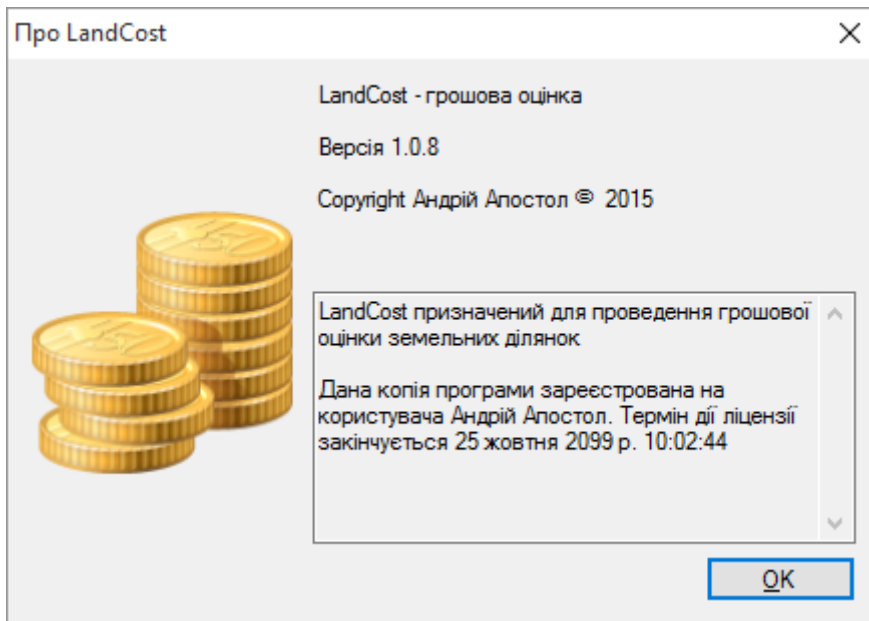 Про LandCost
LandCost - грошова оцінка
Версія 1.0.8
Copyright Андрій Апостол © 2015
LandCost призначений для проведення грошової
оцінки земельних ділянок
Дана копія програми зареєстрована на
користувача Андрій Апостол. Термін дії ліцензії
закінчується 25 жовтня 2099 р. 10:02:44
OK